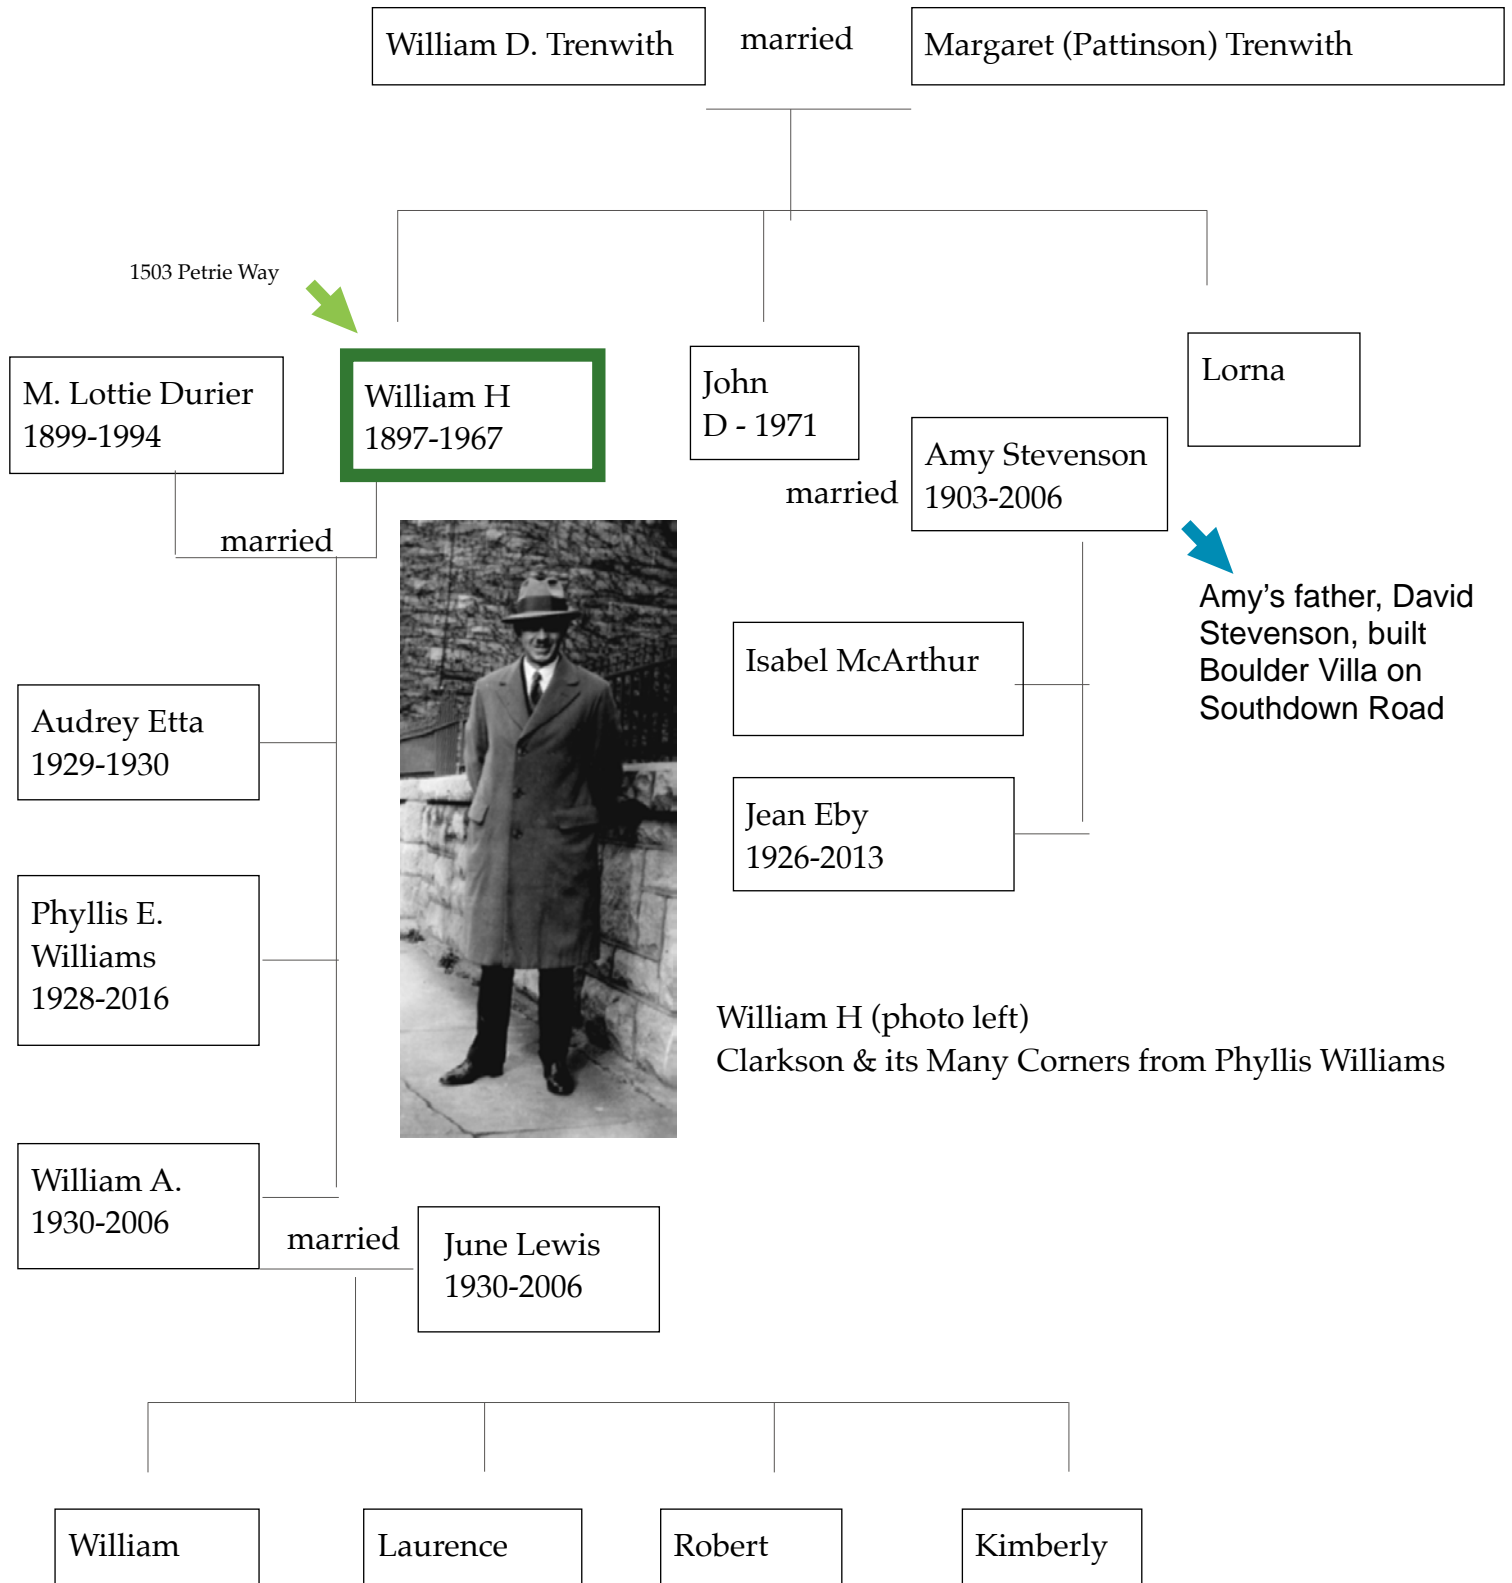 William D. Trenwith
married
Margaret (Pattinson) Trenwith
1503 Petrie Way
M. Lottie Durier
1899-1994
William H
1897-1967
John
D - 1971
Lorna
married
Amy Stevenson
1903-2006
married
Amy’s father, David
Stevenson, built
Boulder Villa on
Southdown Road
Isabel McArthur
Audrey Etta
1929-1930
Jean Eby
1926-2013
Phyllis E.
Williams
1928-2016
William H (photo left)
Clarkson & its Many Corners from Phyllis Williams
William A.
1930-2006
married
June Lewis
1930-2006
William
Laurence
Robert
Kimberly